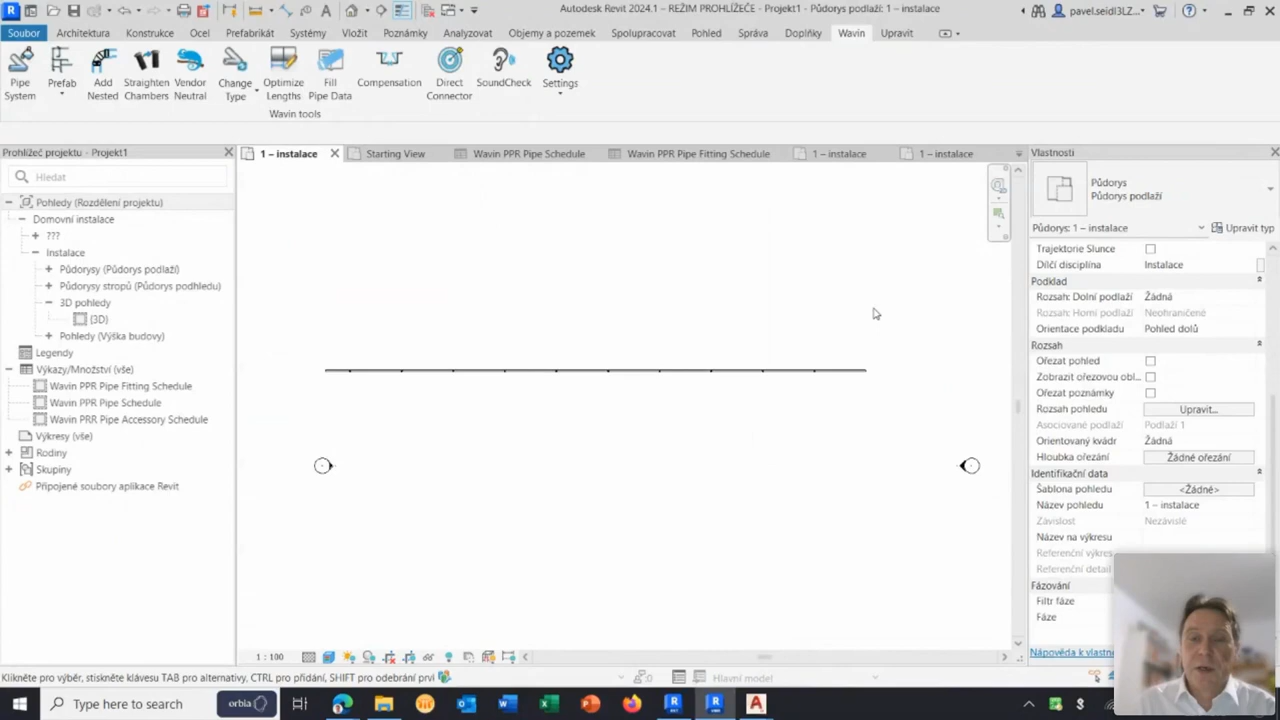 Autodesk Revit 2024.1 – REŽIM PROHLÍŽEČE - Projekt1 - Půdorys podlaží: 1 – instalace
pavel.seidl3LZ...
Soubor Architektura Konstrukce Ocel Prefabrikát Systémy Vložit Poznámky Analyzovat Objemy a pozemek Spolupracovat Pohled Správa Doplňky Wavin Upravit
Pipe System Prefab Add Nested Straighten Chambers Vendor Neutral Change Type Optimize Lengths Fill Pipe Data Compensation Direct Connector SoundCheck Settings
Wavin tools
Prohlížeč projektu - Projekt1
1 – instalace Starting View Wavin PPR Pipe Schedule Wavin PPR Pipe Fitting Schedule 1 – instalace 1 – instalace
Vlastnosti
Hledat
Půdorys
Půdorys podlaží
Pohledy (Rozdělení projektu)
Domovní instalace
???
Instalace
Půdorysy (Půdorys podlaží)
Půdorysy stropů (Půdorys podhledu)
3D pohledy
{3D}
Pohledy (Výška budovy)
Legendy
Výkazy/Množství (vše)
Wavin PPR Pipe Fitting Schedule
Wavin PPR Pipe Schedule
Wavin PRR Pipe Accessory Schedule
Výkresy (vše)
Rodiny
Skupiny
Připojené soubory aplikace Revit
Půdorys: 1 – instalace Upravit typ
Trajektorie Slunce
Dílčí disciplína Instalace
Podklad
Rozsah: Dolní podlaží Žádná
Rozsah: Horní podlaží Neohraničené
Orientace podkladu Pohled dolů
Rozsah
Ořezat pohled
Zobrazit ořezovou obl...
Ořezat poznámky
Rozsah pohledu Upravit...
Asociované podlaží Podlaží 1
Orientovaný kvádr Žádná
Hloubka ořezání Žádné ořezání
Identifikační data
Šablona pohledu <Žádné>
Název pohledu 1 – instalace
Závislost Nezávislé
Název na výkresu
Referenční výkres
Referenční detail
Fázování
Filtr fáze
Fáze
Nápověda k vlastno
1 : 100
Klikněte pro výběr, stiskněte klávesu TAB pro alternativy, CTRL pro přidání, SHIFT pro odebrání prvi
:0
Hlavní model
Type here to search
orbia